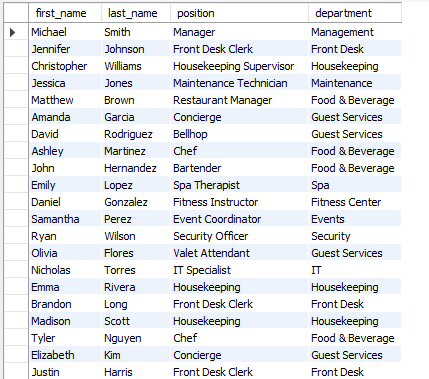 first_name last_name position department
Michael Smith Manager Management
Jennifer Johnson Front Desk Clerk Front Desk
Christopher Williams Housekeeping Supervisor Housekeeping
Jessica Jones Maintenance Technician Maintenance
Matthew Brown Restaurant Manager Food & Beverage
Amanda Garcia Concierge Guest Services
David Rodriguez Bellhop Guest Services
Ashley Martinez Chef Food & Beverage
John Hernandez Bartender Food & Beverage
Emily Lopez Spa Therapist Spa
Daniel Gonzalez Fitness Instructor Fitness Center
Samantha Perez Event Coordinator Events
Ryan Wilson Security Officer Security
Olivia Flores Valet Attendant Guest Services
Nicholas Torres IT Specialist IT
Emma Rivera Housekeeping Housekeeping
Brandon Long Front Desk Clerk Front Desk
Madison Scott Housekeeping Housekeeping
Tyler Nguyen Chef Food & Beverage
Elizabeth Kim Concierge Guest Services
Justin Harris Front Desk Clerk Front Desk